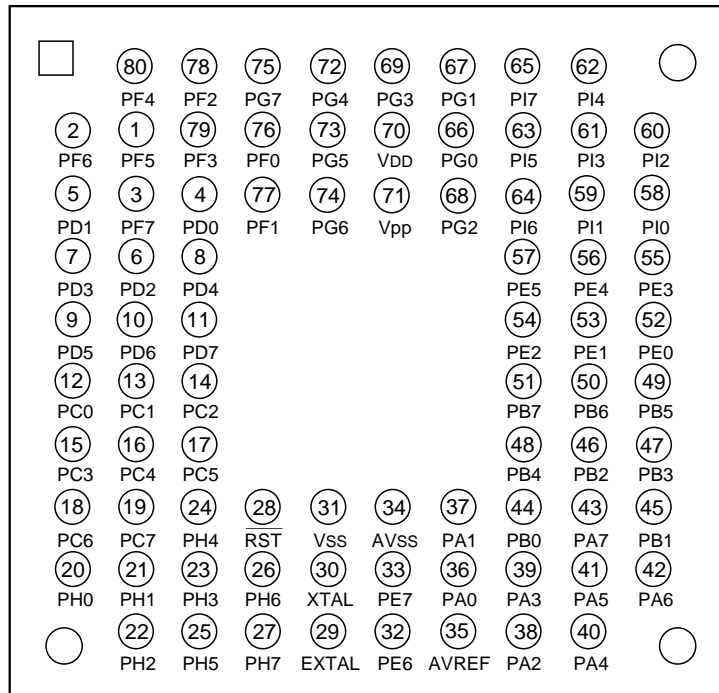 80 78 75 72 69 67 65 62
PF4 PF2 PG7 PG4 PG3 PG1 PI7 PI4
2 1 79 76 73 70 66 63 61 60
PF6 PF5 PF3 PF0 PG5 VDD PG0 PI5 PI3 PI2
5 3 4 77 74 71 68 64 59 58
PD1 PF7 PD0 PF1 PG6 Vpp PG2 PI6 PI1 PI0
7 6 8 57 56 55
PD3 PD2 PD4 PE5 PE4 PE3
9 10 11 54 53 52
PD5 PD6 PD7 PE2 PE1 PE0
12 13 14 51 50 49
PC0 PC1 PC2 PB7 PB6 PB5
15 16 17 48 46 47
PC3 PC4 PC5 PB4 PB2 PB3
18 19 24 28 31 34 37 44 43 45
PC6 PC7 PH4 RST VSS AVSS PA1 PB0 PA7 PB1
20 21 23 26 30 33 36 39 41 42
PH0 PH1 PH3 PH6 XTAL PE7 PA0 PA3 PA5 PA6
22 25 27 29 32 35 38 40
PH2 PH5 PH7 EXTAL PE6 AVREF PA2 PA4